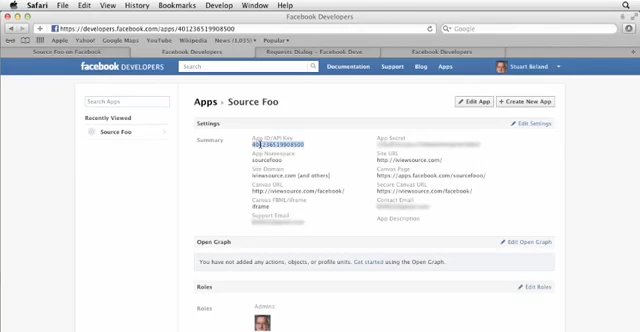 Safari File Edit View History Bookmarks Develop Window Help
Facebook Developers
https://developers.facebook.com/apps/401236519908500
Google
Apple Yahoo! Google Maps YouTube Wikipedia News (1,035) Popular
Source Foo on Facebook Facebook Developers Requests Dialog – Facebook Deve Facebook Developers
facebook DEVELOPERS Search Documentation Support Blog Apps Stuart Beland
Search Apps
Recently Viewed
Source Foo
Apps › Source Foo
Edit App + Create New App
Settings Edit Settings
Summary
App ID/API Key
401236519908500
App Namespace
sourcefooo
Site Domain
iviewsource.com [and others]
Canvas URL
http://iviewsource.com/facebook/
Canvas FBML/iframe
iframe
Support Email
App Secret
Site URL
http://iviewsource.com/
Canvas Page
https://apps.facebook.com/sourcefooo/
Secure Canvas URL
https://iviewsource.com/facebook/
Contact Email
App Description
Open Graph Edit Open Graph
You have not added any actions, objects, or profile units. Get started using the Open Graph.
Roles Edit Roles
Roles
Admins